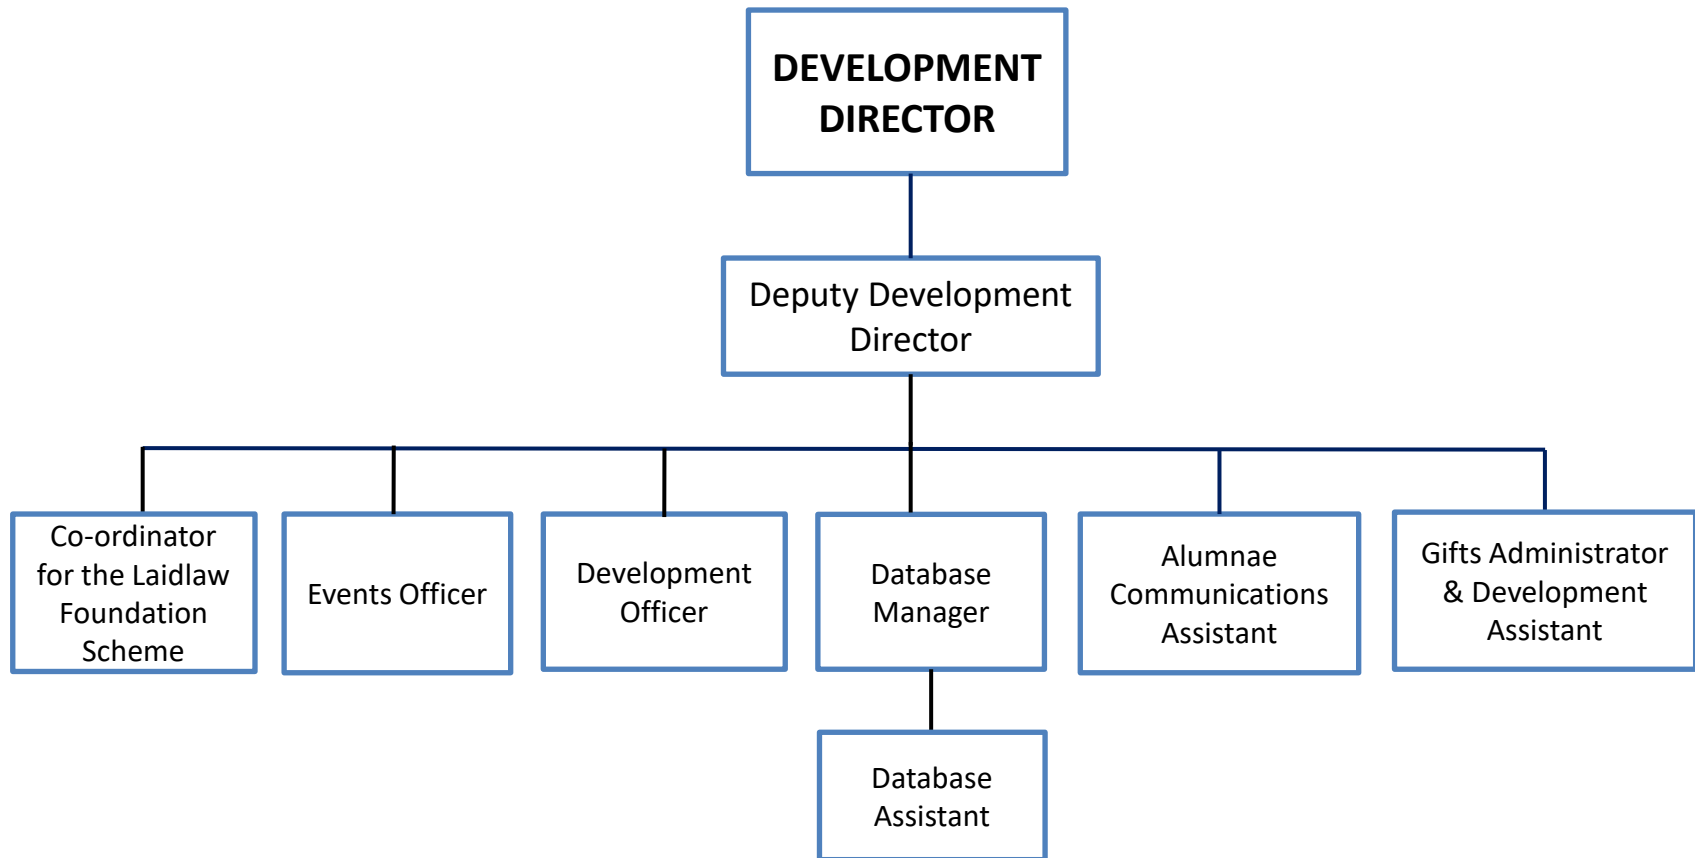 DEVELOPMENT
DIRECTOR
Deputy Development
Director
Co-ordinator
for the Laidlaw
Foundation
Scheme
Events Officer
Development
Officer
Database
Manager
Alumnae
Communications
Assistant
Gifts Administrator
& Development
Assistant
Database
Assistant